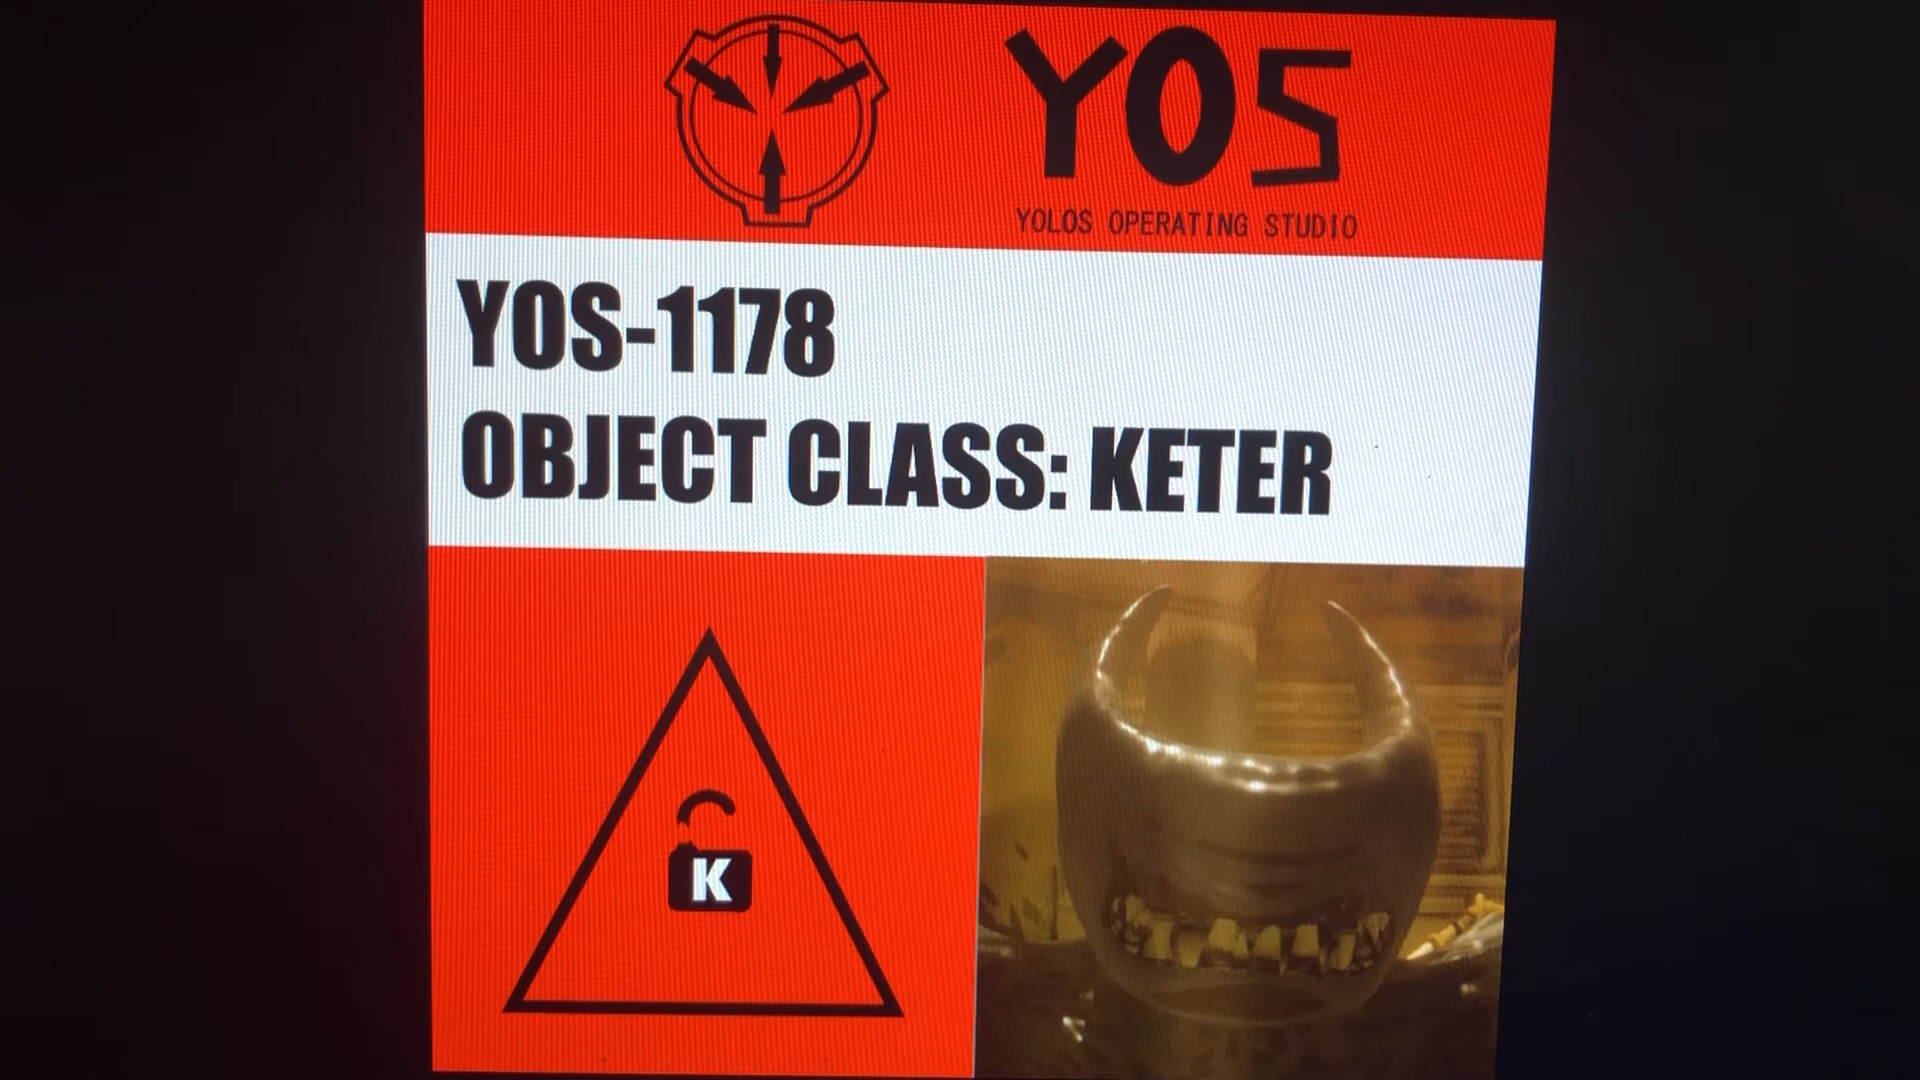 YOS
YOLOS OPERATING STUDIO
YOS-1178
OBJECT CLASS: KETER
K